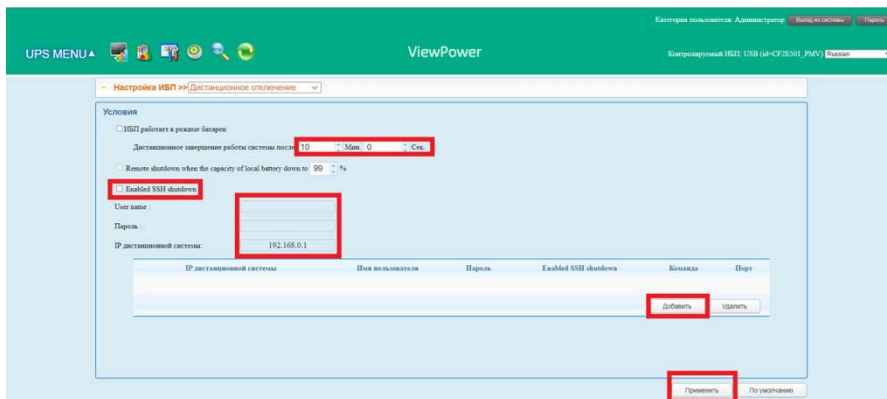 Категория пользователя: Администратор Выход из системы Пароль
UPS MENU▲ ViewPower Контролируемый ИБП: USB (id=CF2E501_PMV) Russian
Настройка ИБП >> Дистанционное отключение
Условия
ИБП работает в режиме батареи
Дистанционное завершение работы системы после 10 Мин. 0 Сек.
Remote shutdown when the capacity of local battery down to 99 %
Enabled SSH shutdown
User name :
Пароль :
IP дистанционной системы: 192.168.0.1
IP дистанционной системы Имя пользователя Пароль Enabled SSH shutdown Команда Порт
Добавить Удалить
Применить По умолчанию